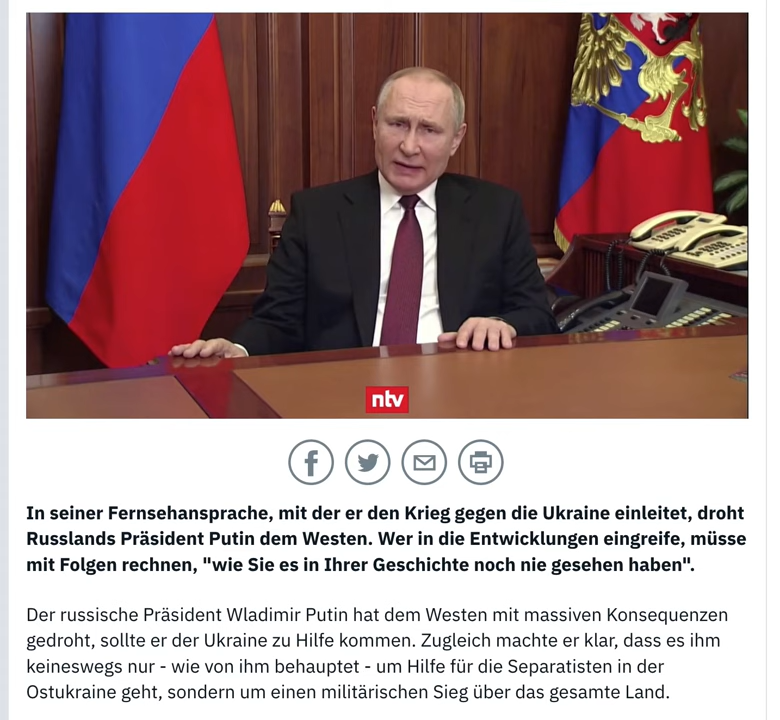 ntv
In seiner Fernsehansprache, mit der er den Krieg gegen die Ukraine einleitet, droht
Russlands Präsident Putin dem Westen. Wer in die Entwicklungen eingreife, müsse
mit Folgen rechnen, "wie Sie es in Ihrer Geschichte noch nie gesehen haben".
Der russische Präsident Wladimir Putin hat dem Westen mit massiven Konsequenzen
gedroht, sollte er der Ukraine zu Hilfe kommen. Zugleich machte er klar, dass es ihm
keineswegs nur - wie von ihm behauptet - um Hilfe für die Separatisten in der
Ostukraine geht, sondern um einen militärischen Sieg über das gesamte Land.